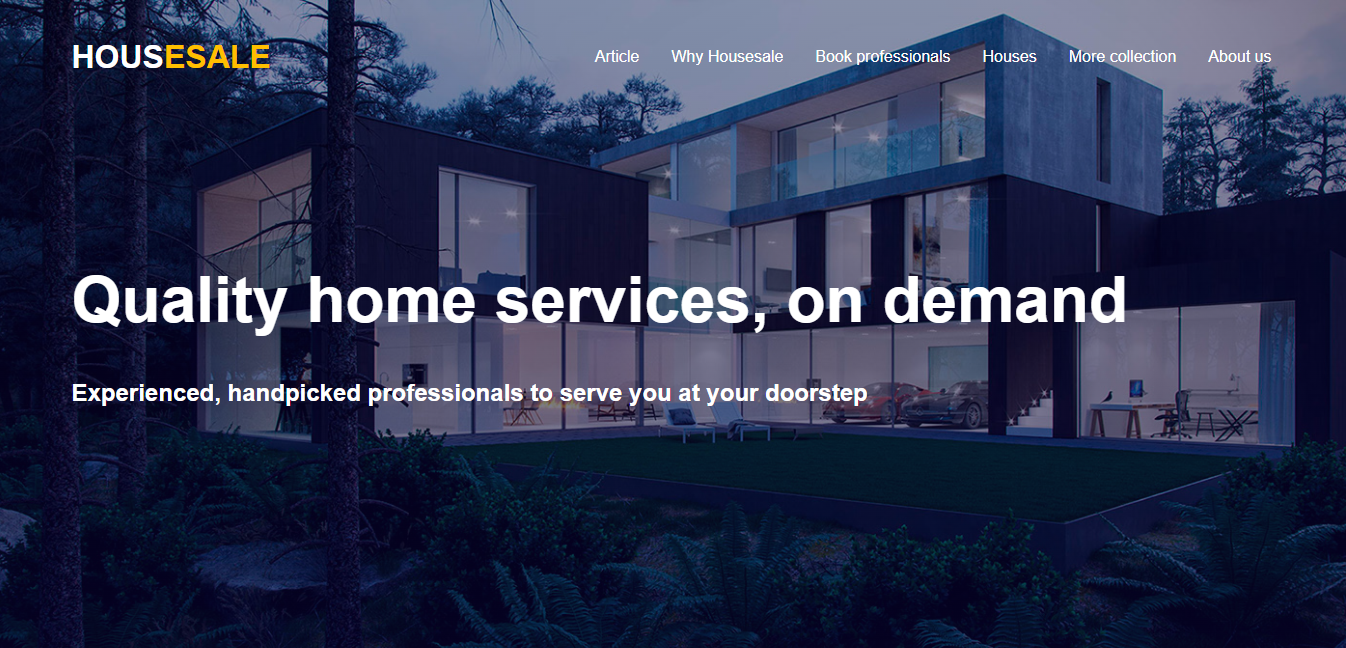 HOUSESALE
Article Why Housesale Book professionals Houses More collection About us
Quality home services, on demand
Experienced, handpicked professionals to serve you at your doorstep